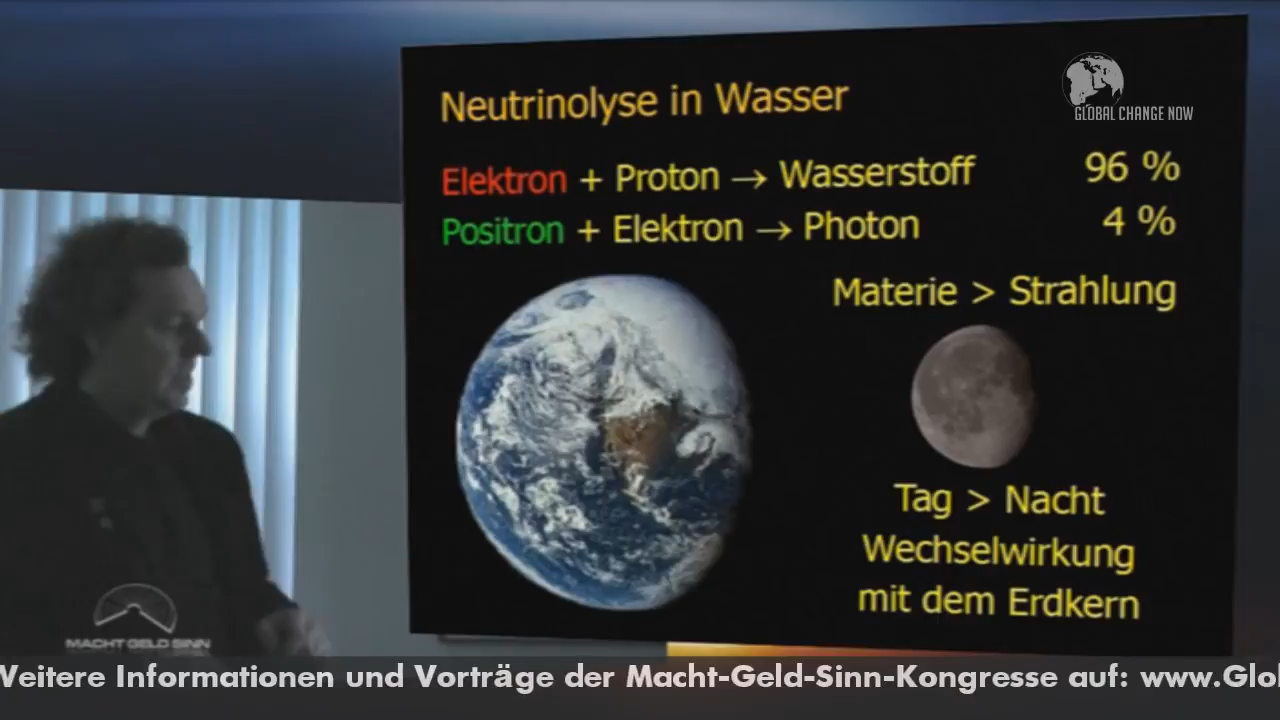 Neutrinolyse in Wasser
GLOBAL CHANGE NOW
Elektron + Proton → Wasserstoff 96 %
Positron + Elektron → Photon 4 %
Materie > Strahlung
Tag > Nacht
Wechselwirkung
mit dem Erdkern
MACHT GELD SINN
Weitere Informationen und Vorträge der Macht-Geld-Sinn-Kongresse auf: www.Glo